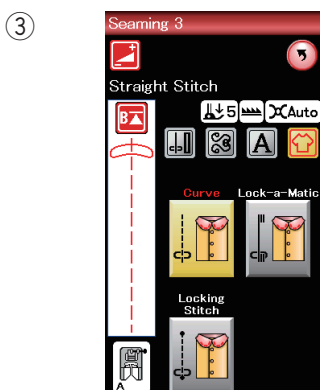 ③
Seaming 3
Straight Stitch
B
5
Auto
A
Curve
Lock-a-Matic
Locking
Stitch
A